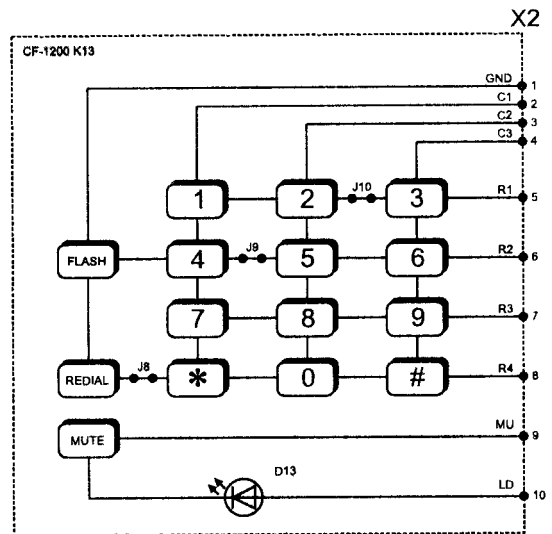 X2
CF-1200 K13
GND 1
C1 2
C2 3
C3 4
1 2 J10 3 R1 5
FLASH 4 J9 5 6 R2 6
7 8 9 R3 7
REDIAL J8 * 0 # R4 8
MUTE MU 9
D13
LD 10